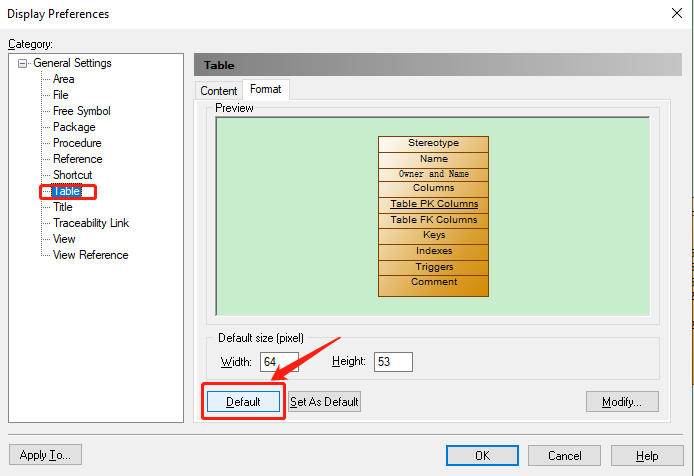 Display Preferences
Category:
General Settings
Area
File
Free Symbol
Package
Procedure
Reference
Shortcut
Table
Title
Traceability Link
View
View Reference
Table
Content Format
Preview
Stereotype
Name
Owner and Name
Columns
Table PK Columns
Table FK Columns
Keys
Indexes
Triggers
Comment
Default size (pixel)
Width: 64 Height: 53
Default Set As Default Modify...
Apply To... OK Cancel Help